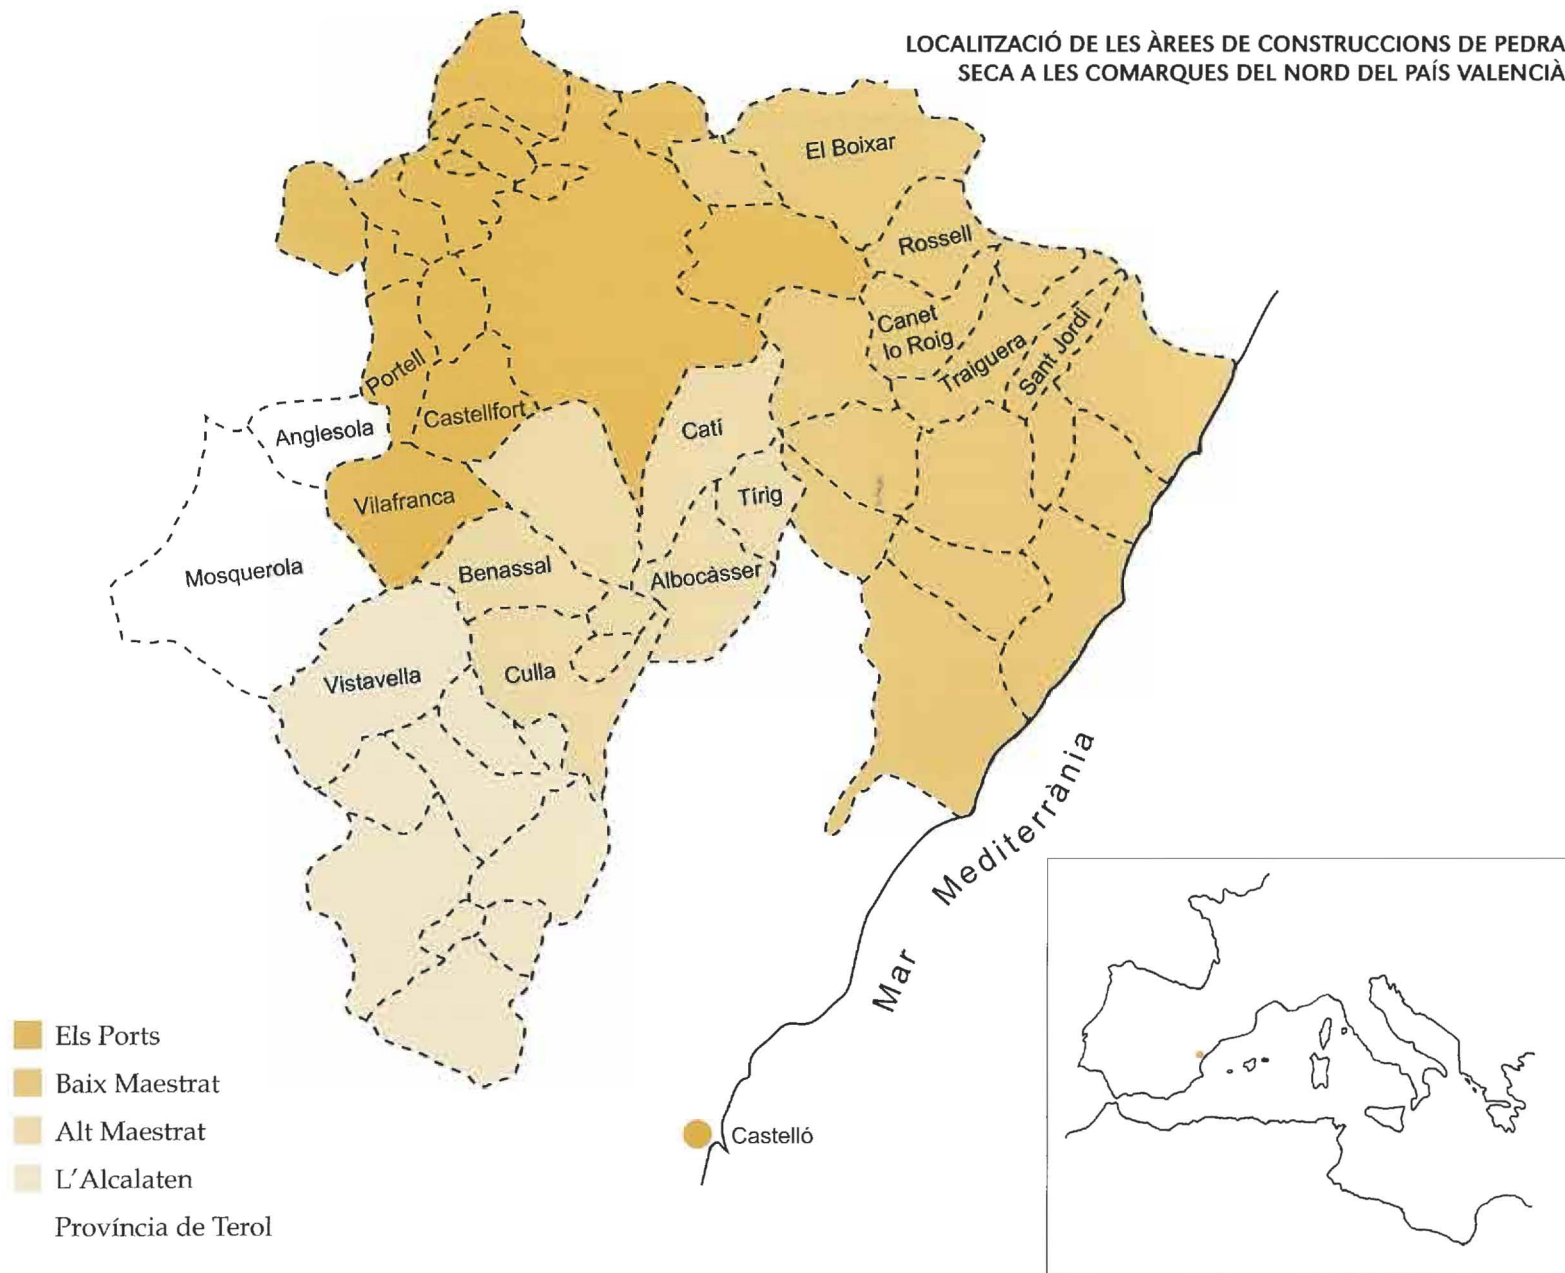 LOCALITZACIÓ DE LES ÀREES DE CONSTRUCCIONS DE PEDRA
SECA A LES COMARQUES DEL NORD DEL PAÍS VALENCIÀ
El Boixar
Rossell
Canet
lo Roig
Traiguera
Sant Jordi
Portell
Castellfort
Anglesola
Catí
Vilafranca
Tírig
Mosquerola
Benassal
Albocàsser
Vistavella
Culla
Mar Mediterrània
Els Ports
Baix Maestrat
Alt Maestrat
L'Alcalaten
Província de Terol
Castelló